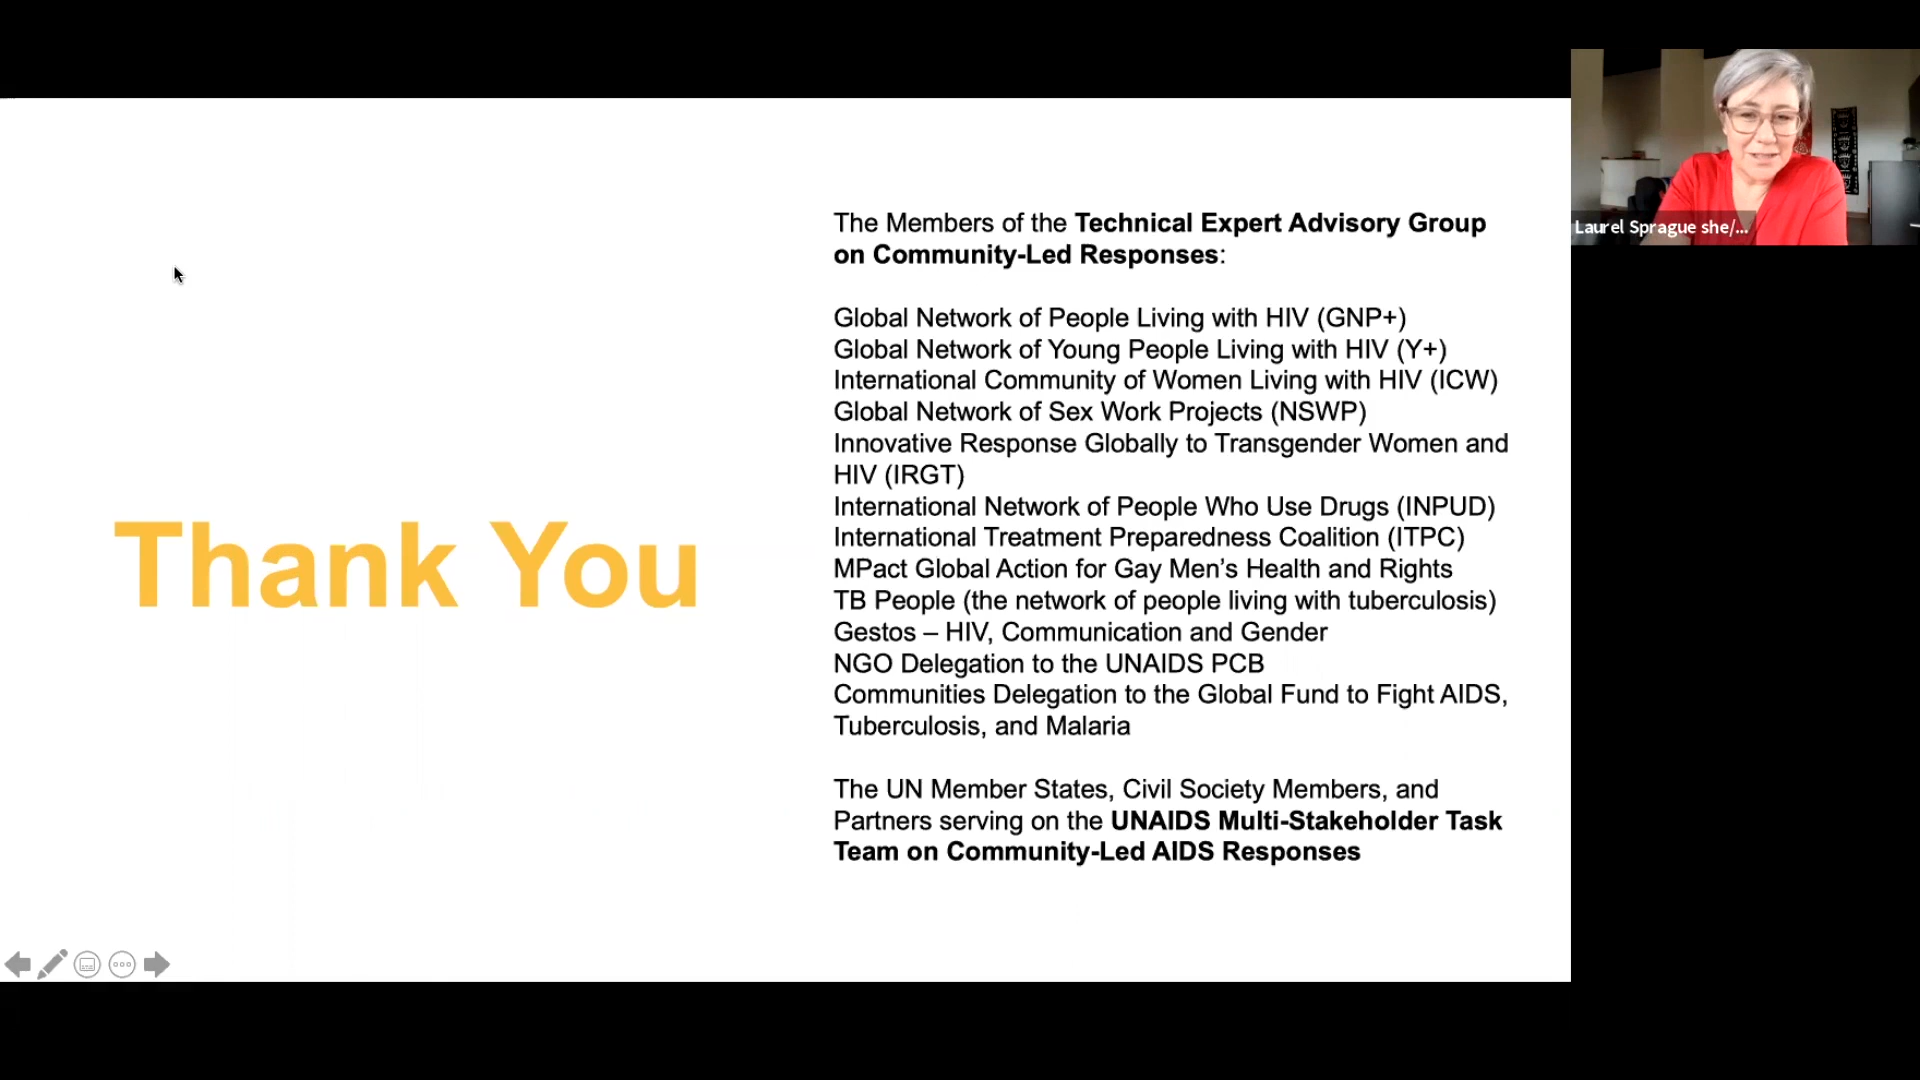 The Members of the Technical Expert Advisory Group
on Community-Led Responses:
Global Network of People Living with HIV (GNP+)
Global Network of Young People Living with HIV (Y+)
International Community of Women Living with HIV (ICW)
Global Network of Sex Work Projects (NSWP)
Innovative Response Globally to Transgender Women and
HIV (IRGT)
International Network of People Who Use Drugs (INPUD)
International Treatment Preparedness Coalition (ITPC)
MPact Global Action for Gay Men’s Health and Rights
TB People (the network of people living with tuberculosis)
Gestos – HIV, Communication and Gender
NGO Delegation to the UNAIDS PCB
Communities Delegation to the Global Fund to Fight AIDS,
Tuberculosis, and Malaria
The UN Member States, Civil Society Members, and
Partners serving on the UNAIDS Multi-Stakeholder Task
Team on Community-Led AIDS Responses
Thank You
Laurel Sprague she/...